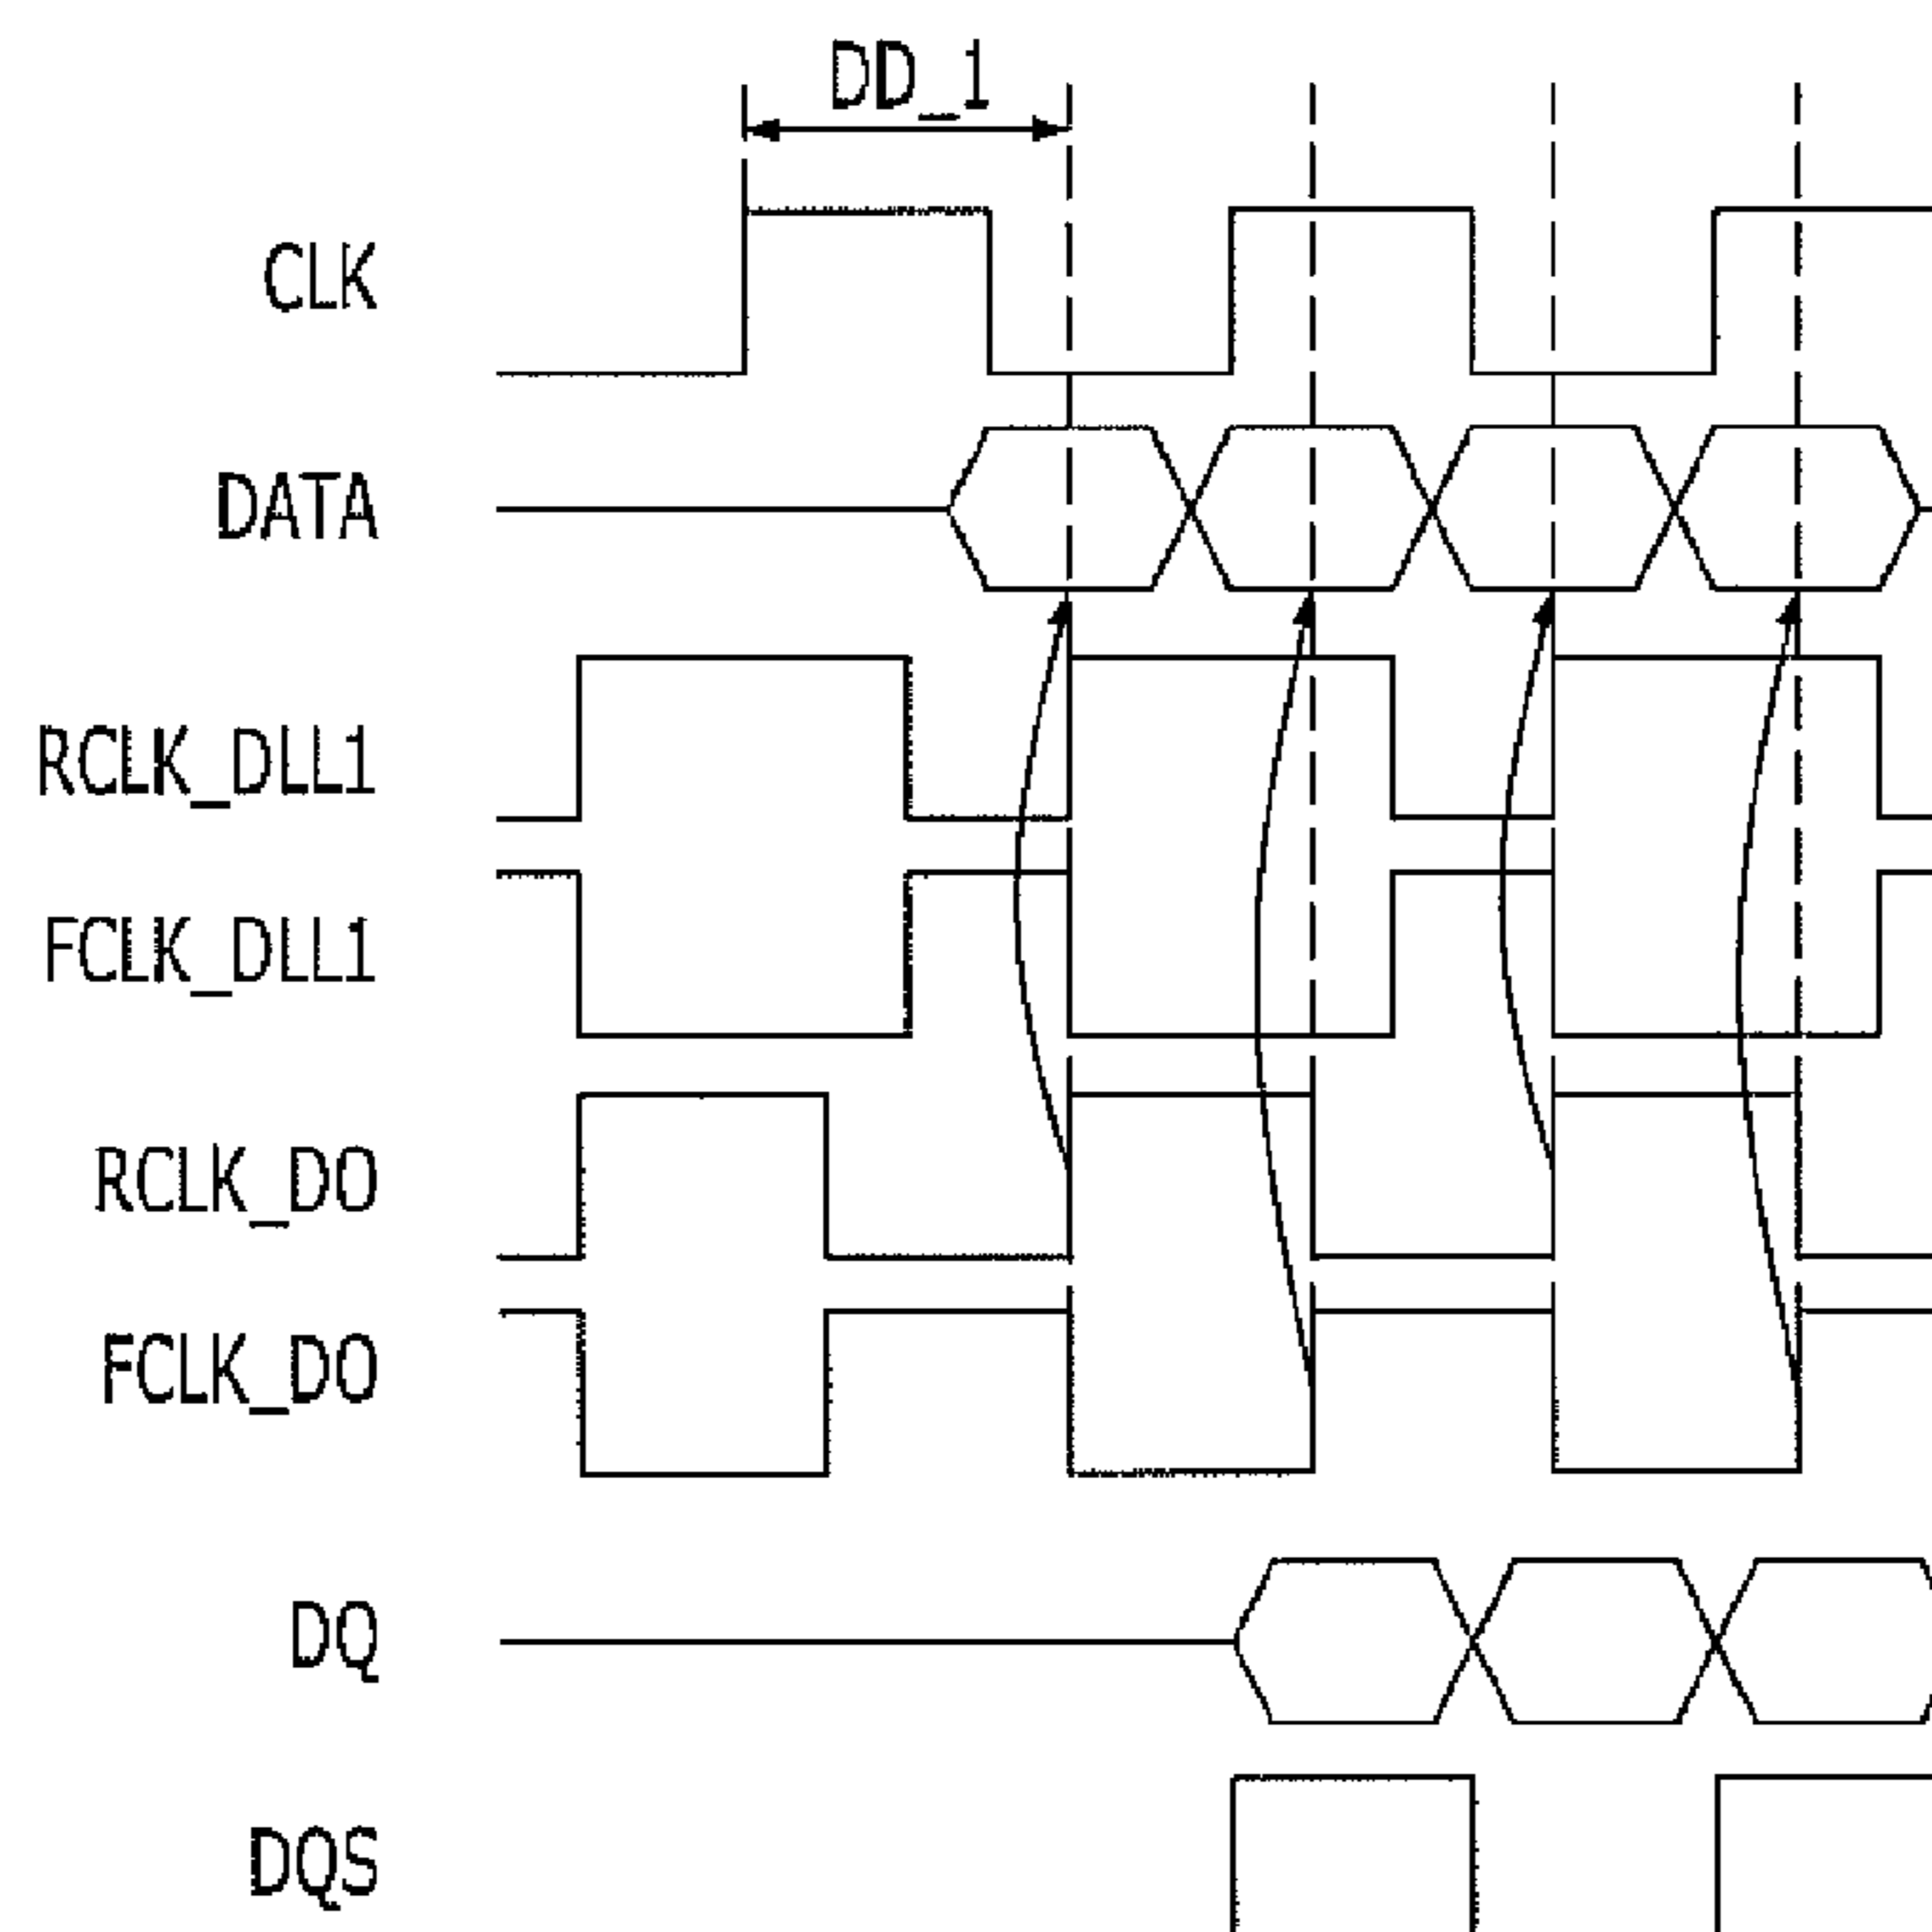 DD_1
CLK
DATA
RCLK_DLL1
FCLK_DLL1
RCLK_DO
FCLK_DO
DQ
DQS